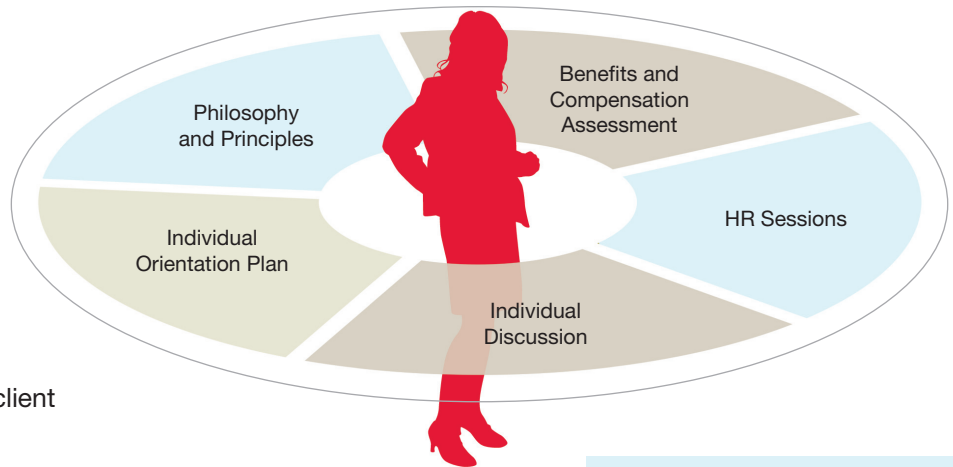 Benefits and
Compensation
Assessment
Philosophy
and Principles
HR Sessions
Individual
Orientation Plan
Individual
Discussion
client